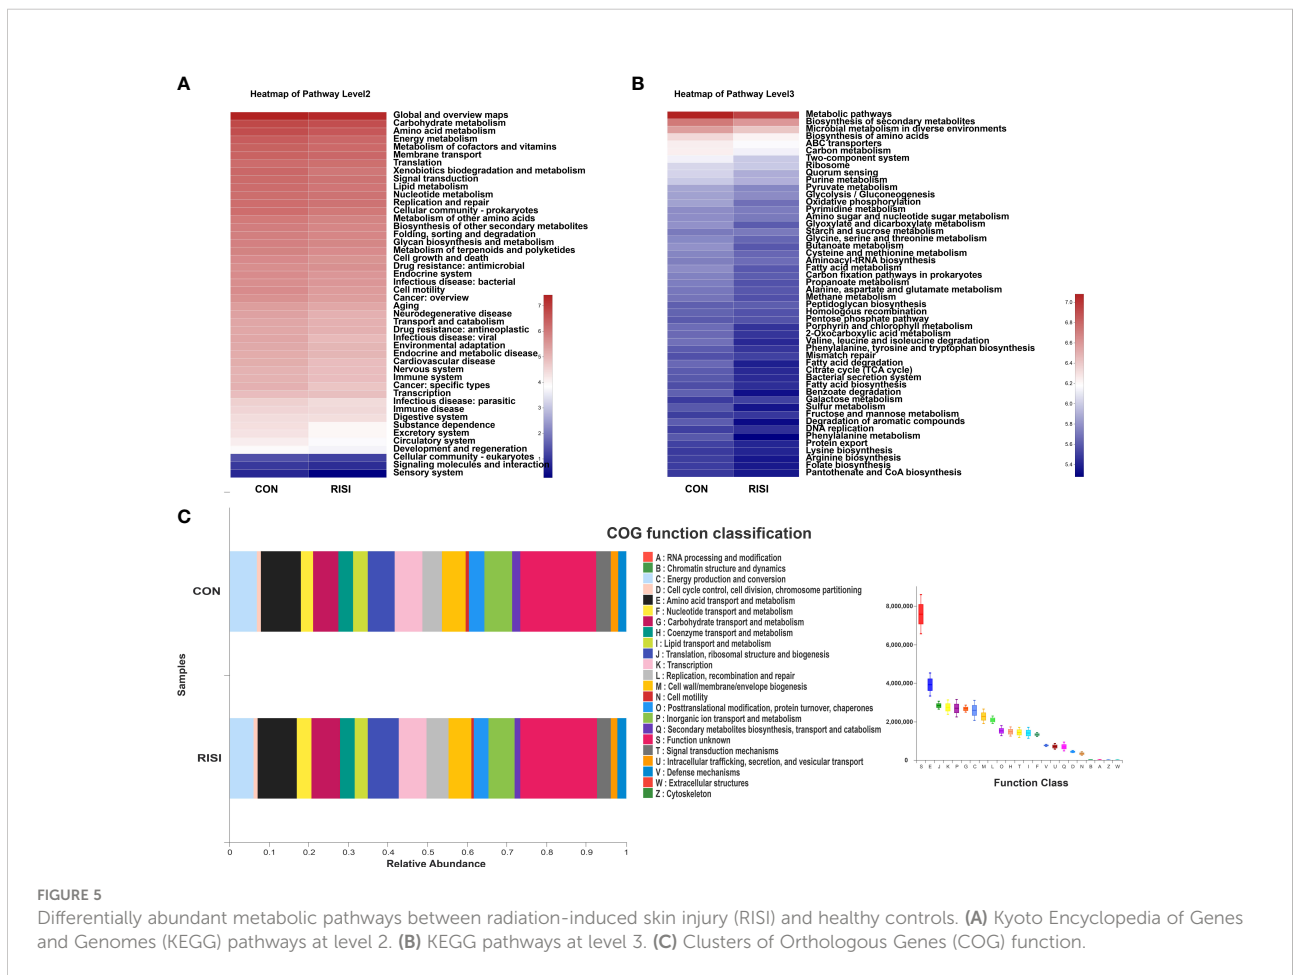 A
Heatmap of Pathway Level2
Global and overview maps
Carbohydrate metabolism
Amino acid metabolism
Energy metabolism
Metabolism of cofactors and vitamins
Membrane transport
Translation
Xenobiotics biodegradation and metabolism
Signal transduction
Lipid metabolism
Nucleotide metabolism
Replication and repair
Cellular community - prokaryotes
Metabolism of other amino acids
Biosynthesis of other secondary metabolites
Folding, sorting and degradation
Glycan biosynthesis and metabolism
Metabolism of terpenoids and polyketides
Cell growth and death
Drug resistance: antimicrobial
Endocrine system
Infectious disease: bacterial
Cell motility
Cancer: overview
Aging
Neurodegenerative disease
Transport and catabolism
Drug resistance: antineoplastic
Infectious disease: viral
Environmental adaptation
Endocrine and metabolic disease
Cardiovascular disease
Nervous system
Immune system
Cancer: specific types
Transcription
Infectious disease: parasitic
Immune disease
Digestive system
Substance dependence
Excretory system
Circulatory system
Development and regeneration
Cellular community - eukaryotes
Signaling molecules and interaction
Sensory system
7
6
5
4
3
2
CON RISI
B
Heatmap of Pathway Level3
Metabolic pathways
Biosynthesis of secondary metabolites
Microbial metabolism in diverse environments
Biosynthesis of amino acids
ABC transporters
Carbon metabolism
Two-component system
Ribosome
Quorum sensing
Purine metabolism
Pyruvate metabolism
Glycolysis / Gluconeogenesis
Oxidative phosphorylation
Pyrimidine metabolism
Amino sugar and nucleotide sugar metabolism
Glyoxylate and dicarboxylate metabolism
Starch and sucrose metabolism
Glycine, serine and threonine metabolism
Butanoate metabolism
Cysteine and methionine metabolism
Aminoacyl-tRNA biosynthesis
Fatty acid metabolism
Carbon fixation pathways in prokaryotes
Propanoate metabolism
Alanine, aspartate and glutamate metabolism
Methane metabolism
Peptidoglycan biosynthesis
Homologous recombination
Pentose phosphate pathway
Porphyrin and chlorophyll metabolism
2-Oxocarboxylic acid metabolism
Valine, leucine and isoleucine degradation
Phenylalanine, tyrosine and tryptophan biosynthesis
Mismatch repair
Fatty acid degradation
Citrate cycle (TCA cycle)
Bacterial secretion system
Fatty acid biosynthesis
Benzoate degradation
Galactose metabolism
Sulfur metabolism
Fructose and mannose metabolism
Degradation of aromatic compounds
DNA replication
Phenylalanine metabolism
Protein export
Lysine biosynthesis
Arginine biosynthesis
Folate biosynthesis
Pantothenate and CoA biosynthesis
7.0
6.8
6.6
6.4
6.2
6.0
5.8
5.6
5.4
CON RISI
C
COG function classification
CON
RISI
Samples
0 0.1 0.2 0.3 0.4 0.5 0.6 0.7 0.8 0.9 1
Relative Abundance
A : RNA processing and modification
B : Chromatin structure and dynamics
C : Energy production and conversion
D : Cell cycle control, cell division, chromosome partitioning
E : Amino acid transport and metabolism
F : Nucleotide transport and metabolism
G : Carbohydrate transport and metabolism
H : Coenzyme transport and metabolism
I : Lipid transport and metabolism
J : Translation, ribosomal structure and biogenesis
K : Transcription
L : Replication, recombination and repair
M : Cell wall/membrane/envelope biogenesis
N : Cell motility
O : Posttranslational modification, protein turnover, chaperones
P : Inorganic ion transport and metabolism
Q : Secondary metabolites biosynthesis, transport and catabolism
S : Function unknown
T : Signal transduction mechanisms
U : Intracellular trafficking, secretion, and vesicular transport
V : Defense mechanisms
W : Extracellular structures
Z : Cytoskeleton
8,000,000
6,000,000
4,000,000
2,000,000
0
S E J K P G C M L O H T I F V U Q D N B A Z W
Function Class
FIGURE 5
Differentially abundant metabolic pathways between radiation-induced skin injury (RISI) and healthy controls. (A) Kyoto Encyclopedia of Genes
and Genomes (KEGG) pathways at level 2. (B) KEGG pathways at level 3. (C) Clusters of Orthologous Genes (COG) function.